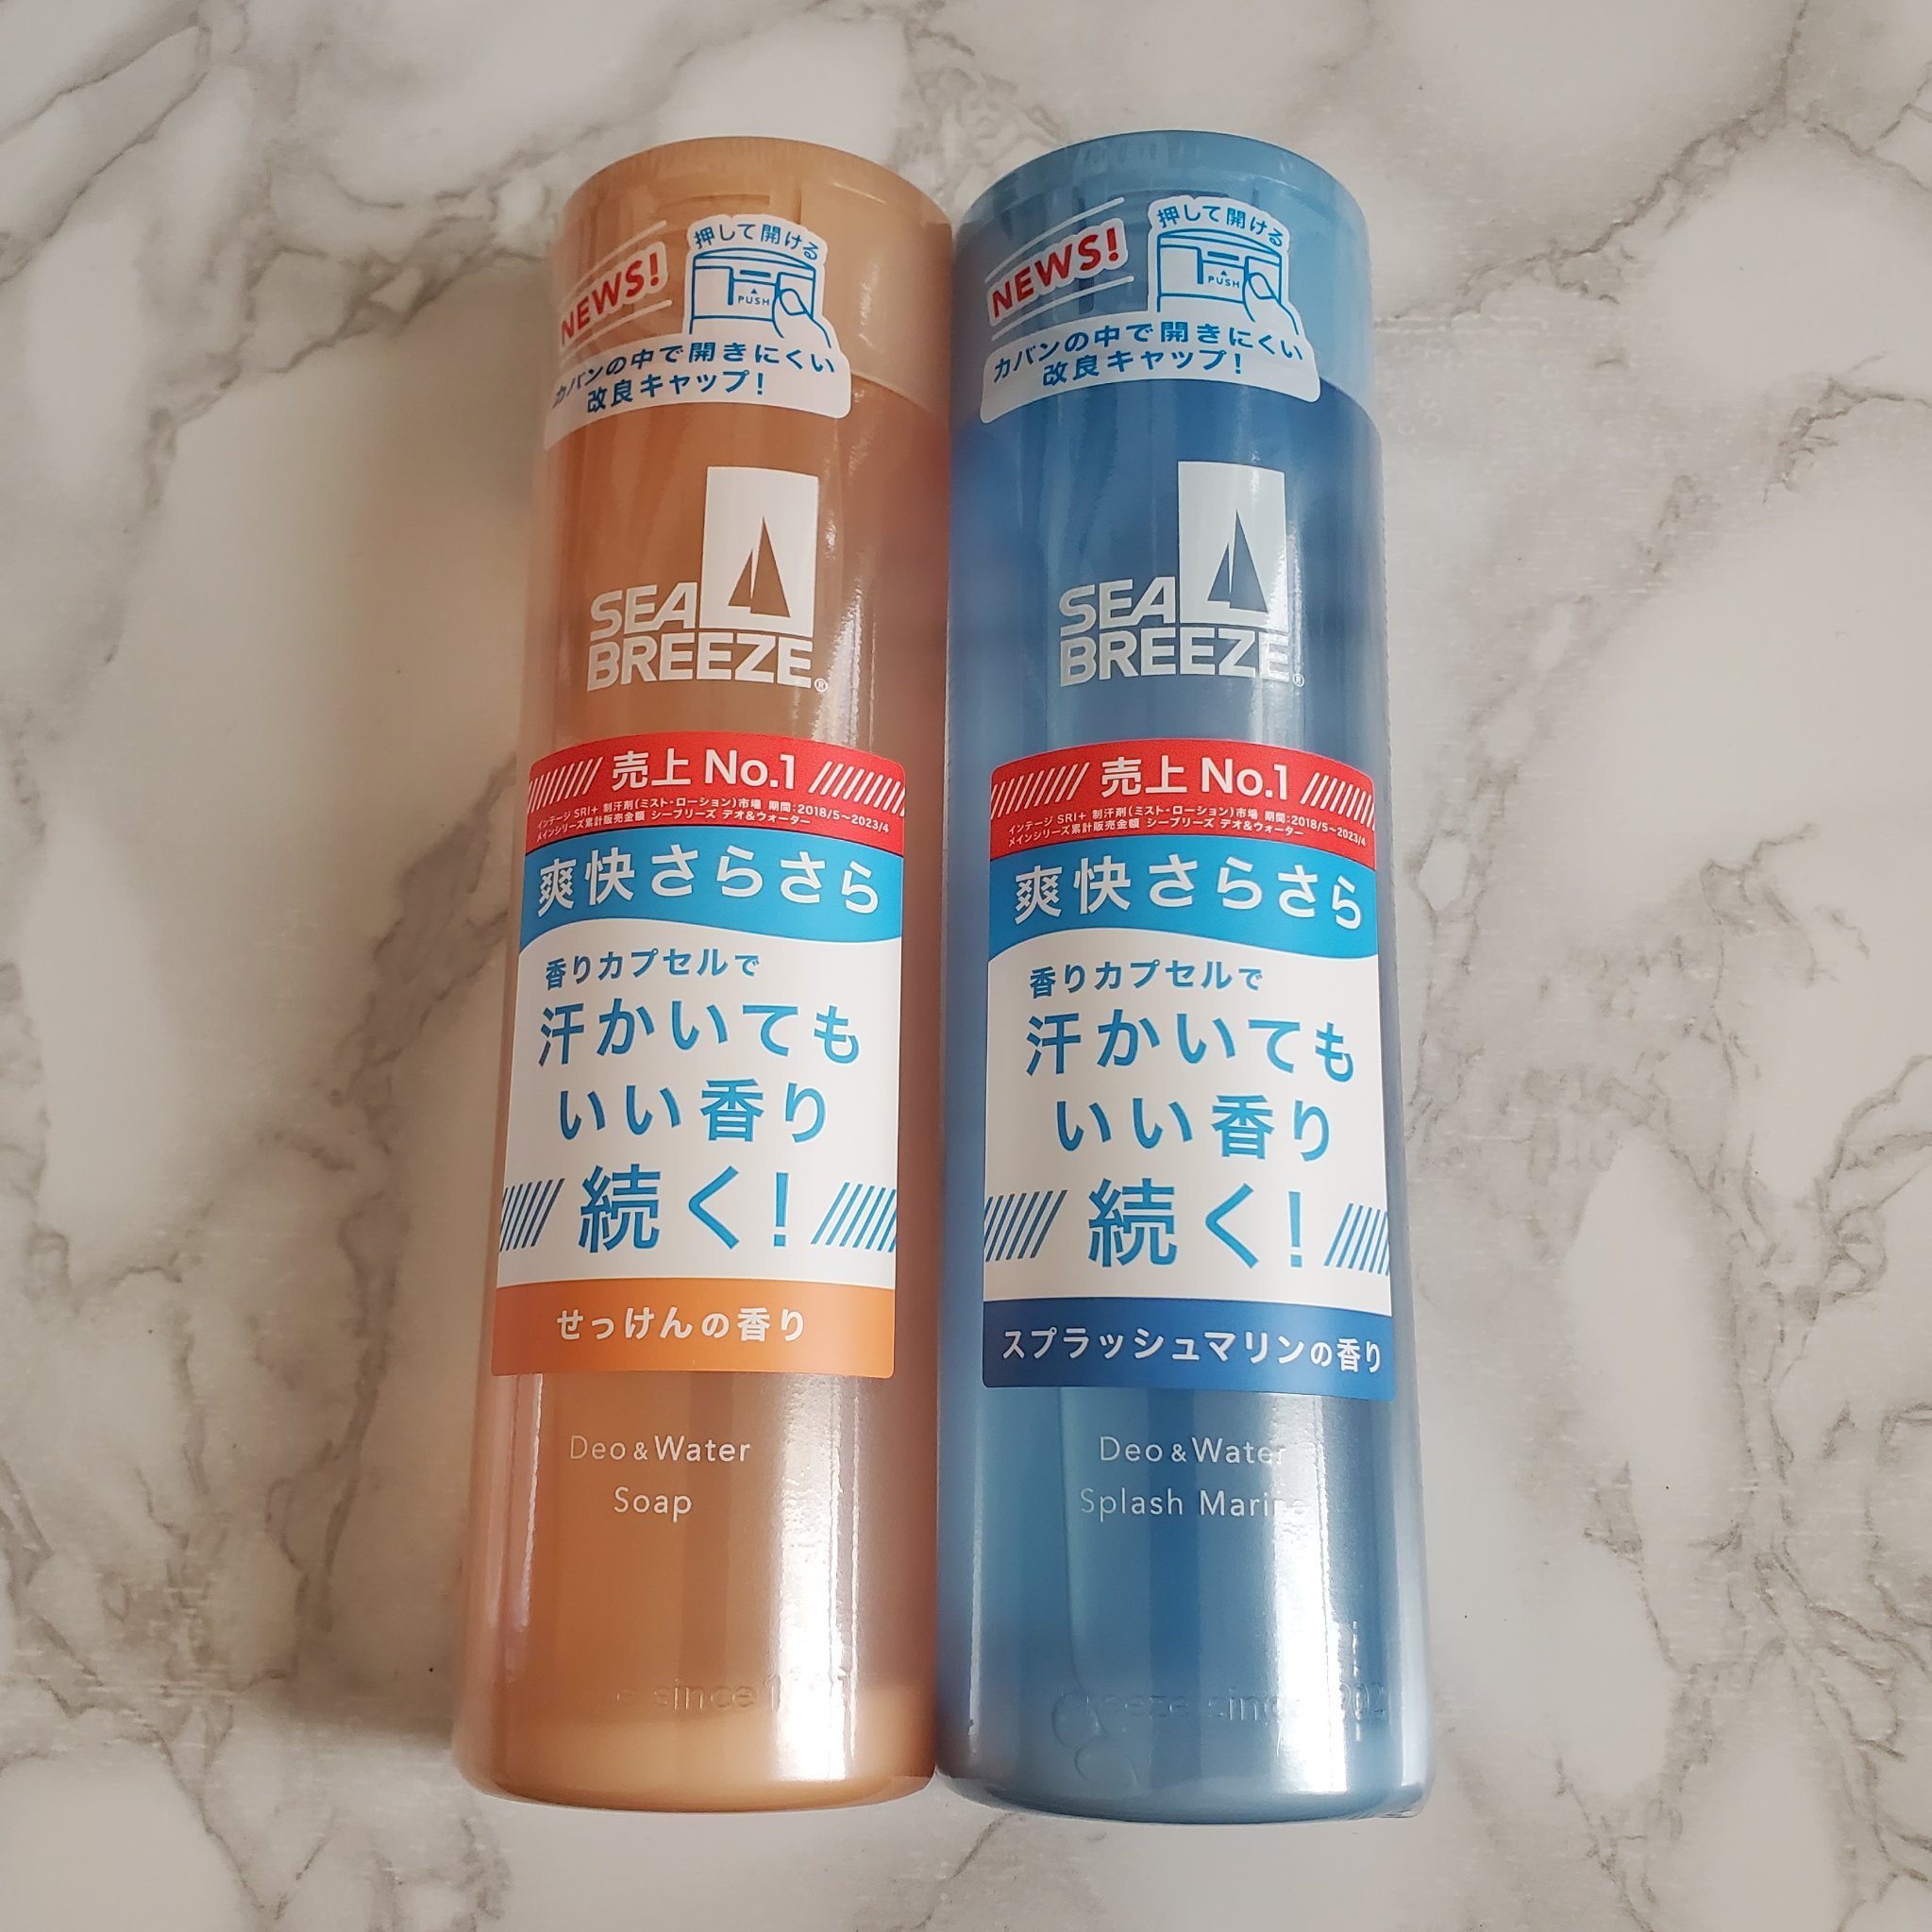 NEWS!
押して開ける
PUSH
カバンの中で開きにくい
改良キャップ!
SEA
BREEZE®
売上 No.1
インテージ SRI+ 制汗剤(ミスト・ローション)市場 期間:2018/5~2023/4
メインシリーズ累計販売金額 シーブリーズ デオ&ウォーター
爽快さらさら
香りカプセルで
汗かいても
いい香り
続く!
せっけんの香り
Deo & Water
Soap
since
NEWS!
押して開ける
PUSH
カバンの中で開きにくい
改良キャップ!
SEA
BREEZE®
売上 No.1
インテージ SRI+ 制汗剤(ミスト・ローション)市場 期間:2018/5~2023/4
メインシリーズ累計販売金額 シーブリーズ デオ&ウォーター
爽快さらさら
香りカプセルで
汗かいても
いい香り
続く!
スプラッシュマリンの香り
Deo & Water
Splash Marine
since